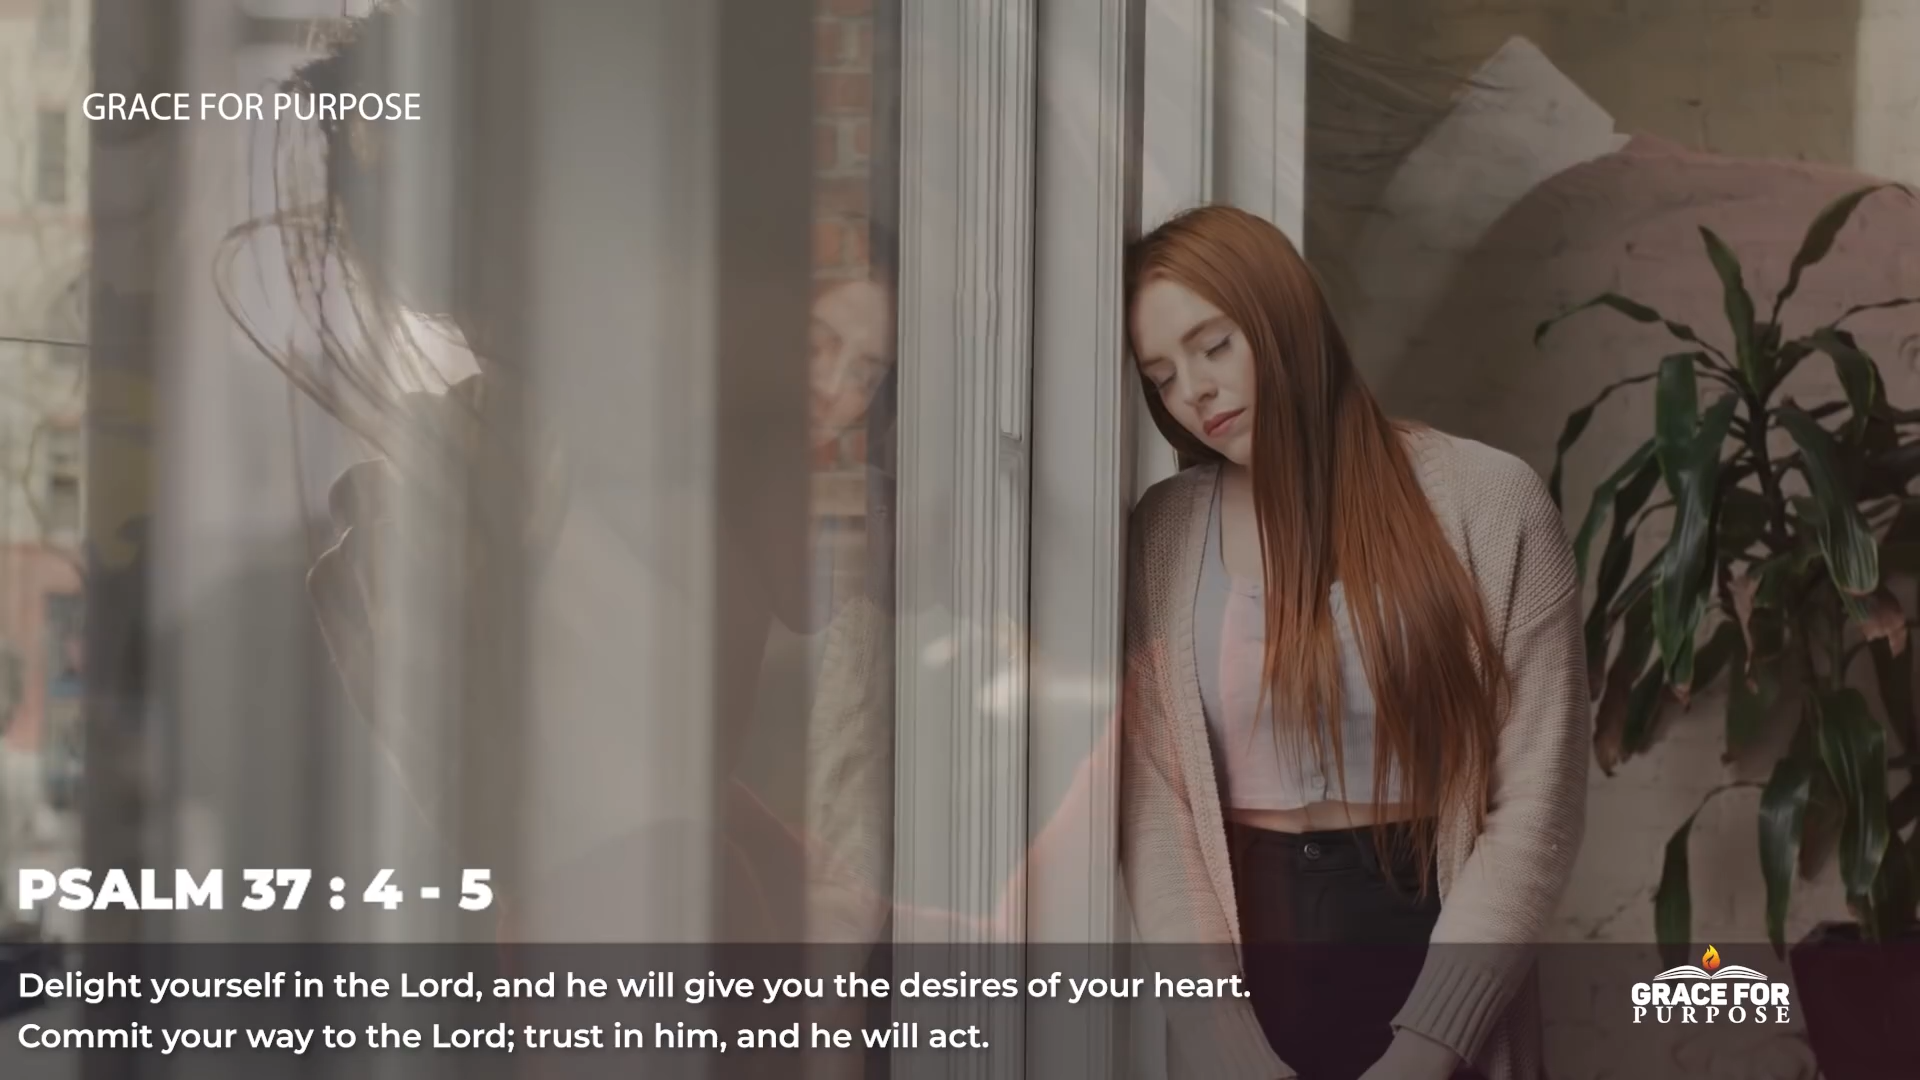 GRACE FOR PURPOSE
PSALM 37 : 4 - 5
Delight yourself in the Lord, and he will give you the desires of your heart.
Commit your way to the Lord; trust in him, and he will act.
GRACE FOR
PURPOSE